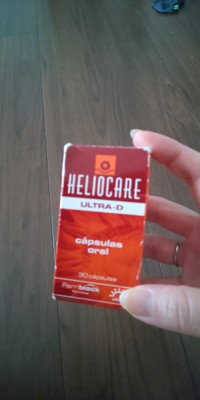 HELIOCARE
ULTRA-D
cápsulas
oral
30 cápsulas
Fernblock